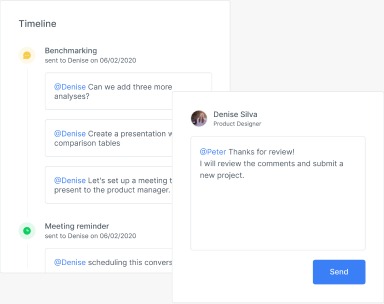 Timeline
Benchmarking
sent to Denise on 06/02/2020
@Denise Can we add three more
analyses?
@Denise Create a presentation
comparison tables
@Denise Let's set up a meeting
present to the product manager.
Meeting reminder
sent to Denise on 06/02/2020
@Denise scheduling this
Denise Silva
Product Designer
@Peter Thanks for review!
I will review the comments and submit a
new project.
Send